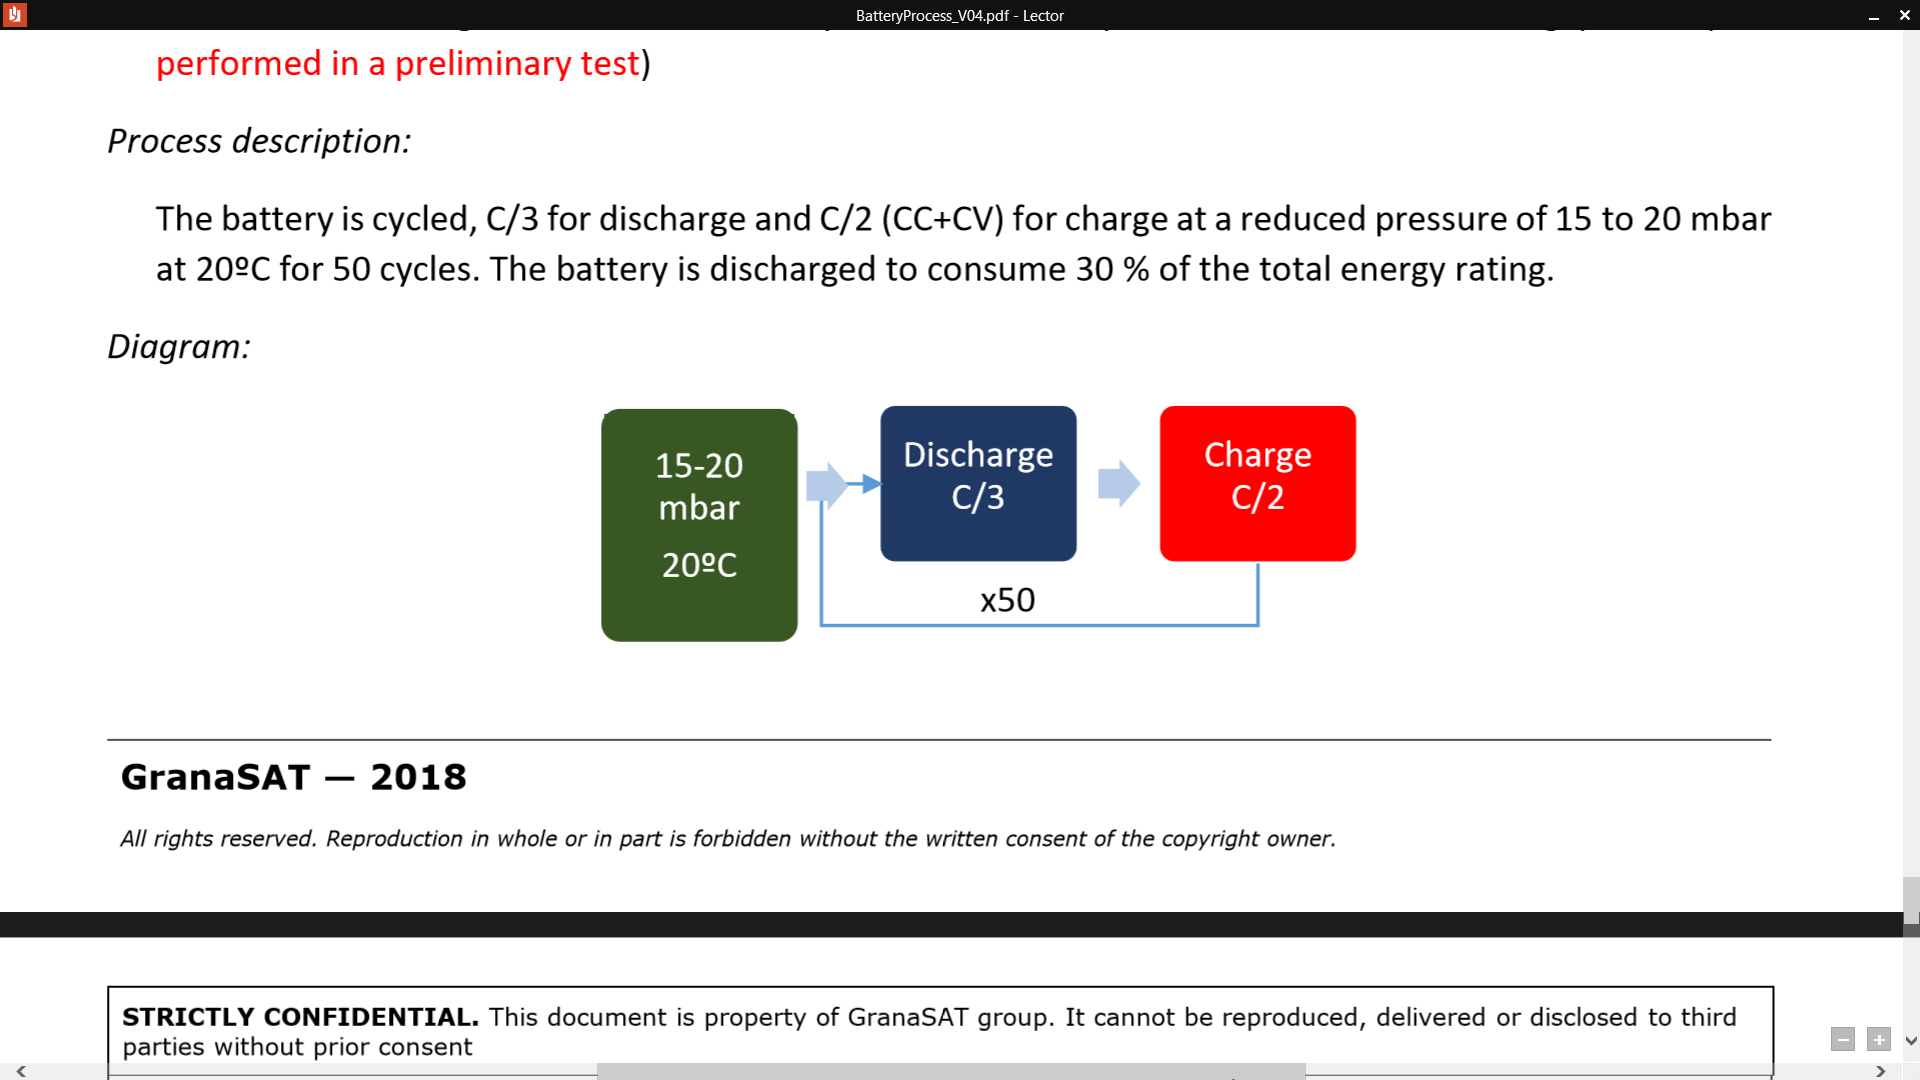 BatteryProcess_V04.pdf - Lector
performed in a preliminary test)
Process description:
The battery is cycled, C/3 for discharge and C/2 (CC+CV) for charge at a reduced pressure of 15 to 20 mbar
at 20ºC for 50 cycles. The battery is discharged to consume 30 % of the total energy rating.
Diagram:
15-20
mbar
20ºC
Discharge
C/3
Charge
C/2
x50
GranaSAT — 2018
All rights reserved. Reproduction in whole or in part is forbidden without the written consent of the copyright owner.
STRICTLY CONFIDENTIAL. This document is property of GranaSAT group. It cannot be reproduced, delivered or disclosed to third
parties without prior consent